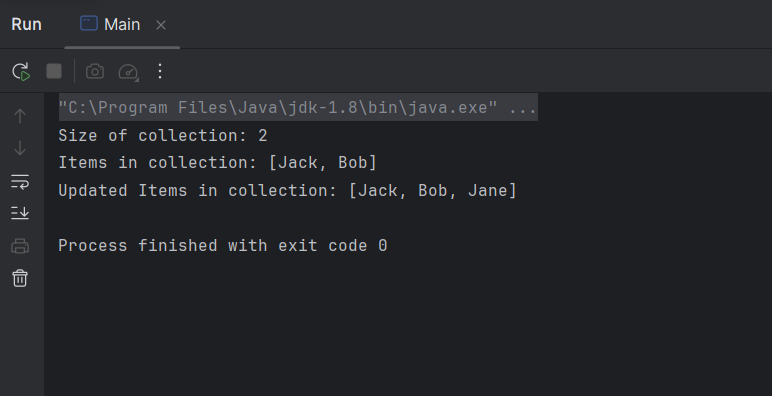 Run Main
"C:\Program Files\Java\jdk-1.8\bin\java.exe" ...
Size of collection: 2
Items in collection: [Jack, Bob]
Updated Items in collection: [Jack, Bob, Jane]
Process finished with exit code 0